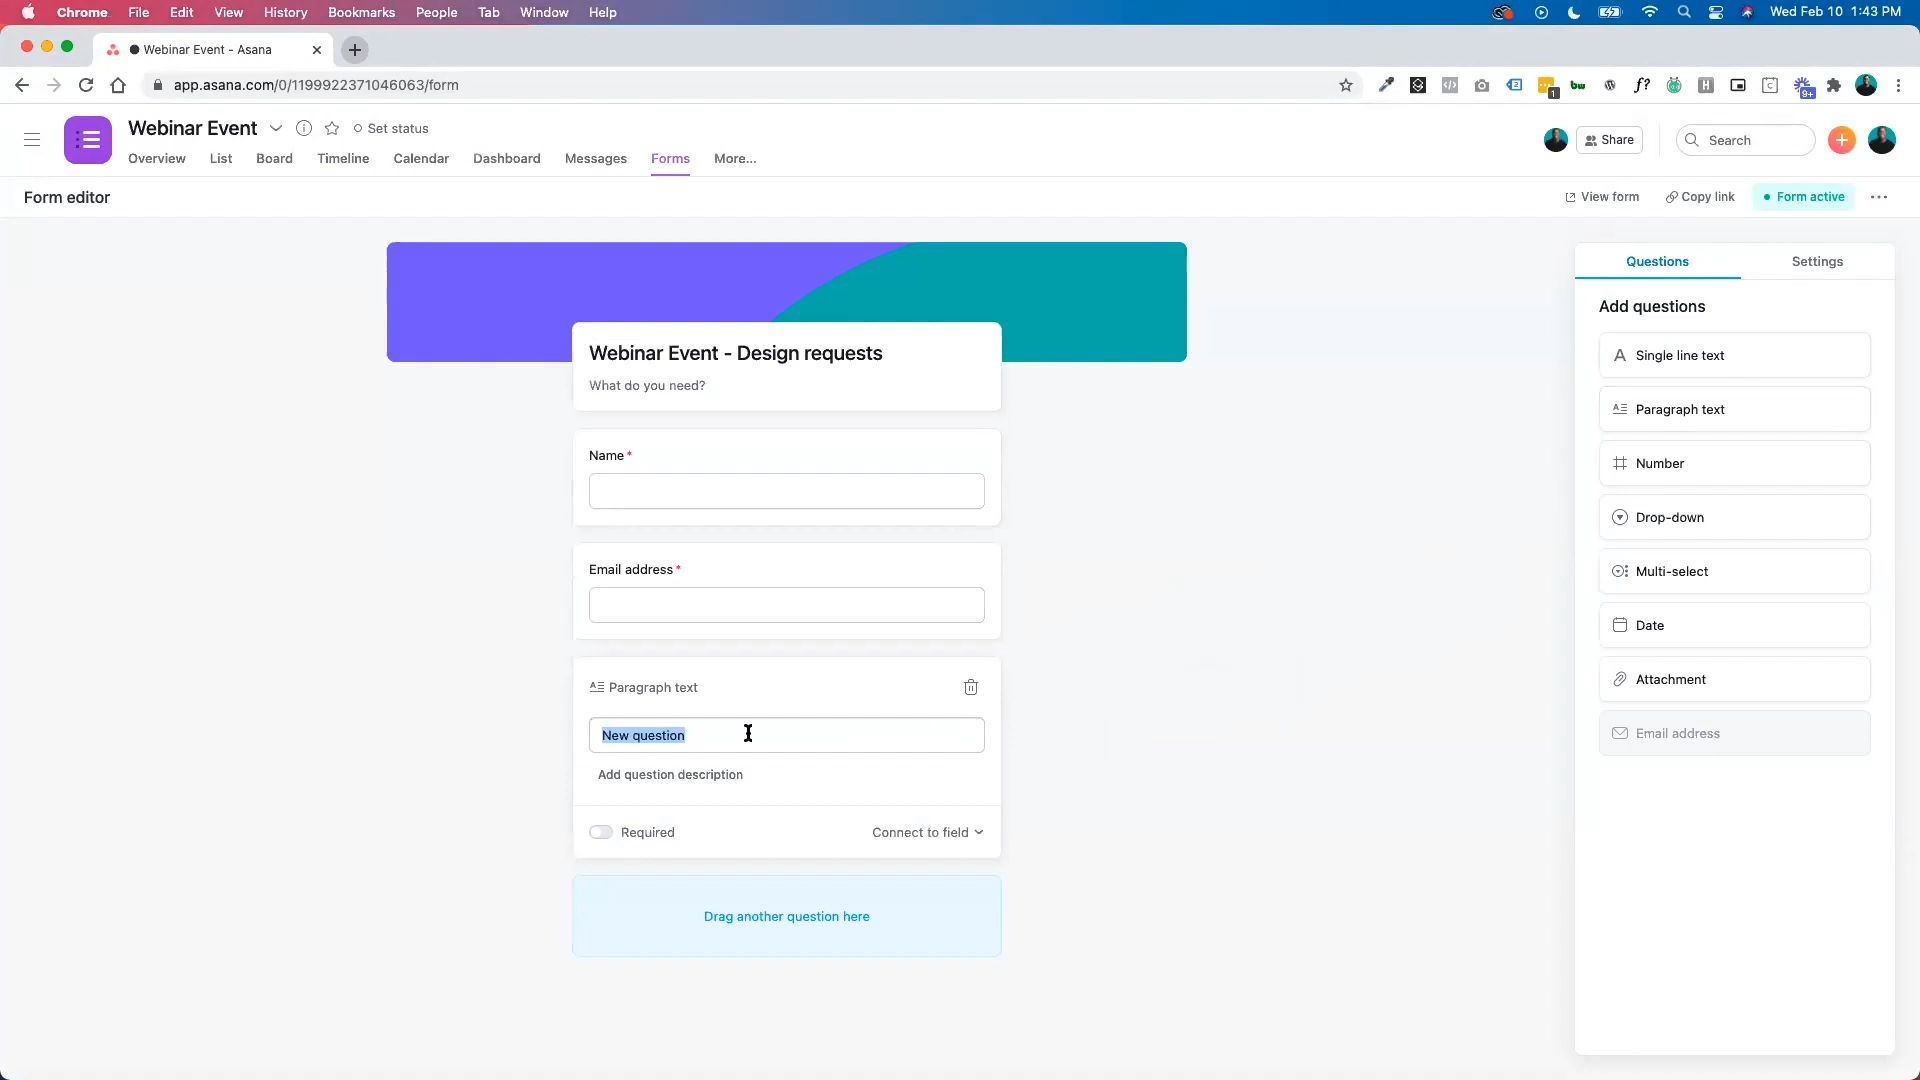 Chrome File Edit View History Bookmarks People Tab Window Help
Wed Feb 10 1:43 PM
Webinar Event - Asana
app.asana.com/0/1199922371046063/form
1
bw
f?
H
C
9+
Webinar Event
Set status
Share
Search
Overview List Board Timeline Calendar Dashboard Messages Forms More...
Form editor
View form
Copy link
Form active
Questions
Settings
Add questions
Single line text
Paragraph text
Number
Drop-down
Multi-select
Date
Attachment
Email address
Webinar Event - Design requests
What do you need?
Name *
Email address *
Paragraph text
New question
Add question description
Required
Connect to field
Drag another question here